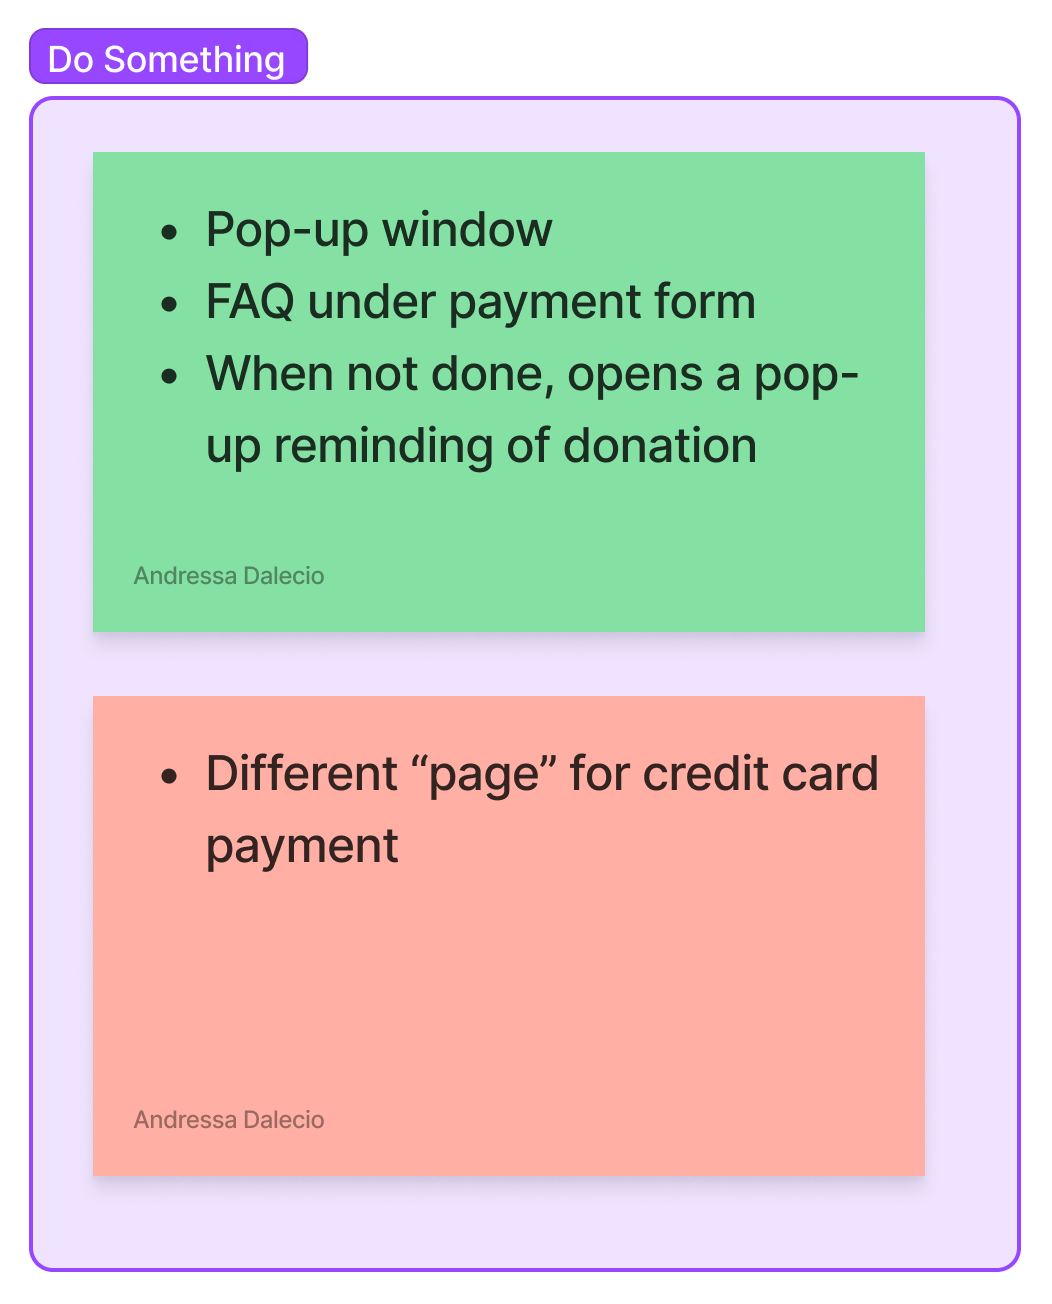 Do Something
• Pop-up window
• FAQ under payment form
• When not done, opens a pop-
up reminding of donation
Andressa Dalecio
• Different “page” for credit card
payment
Andressa Dalecio